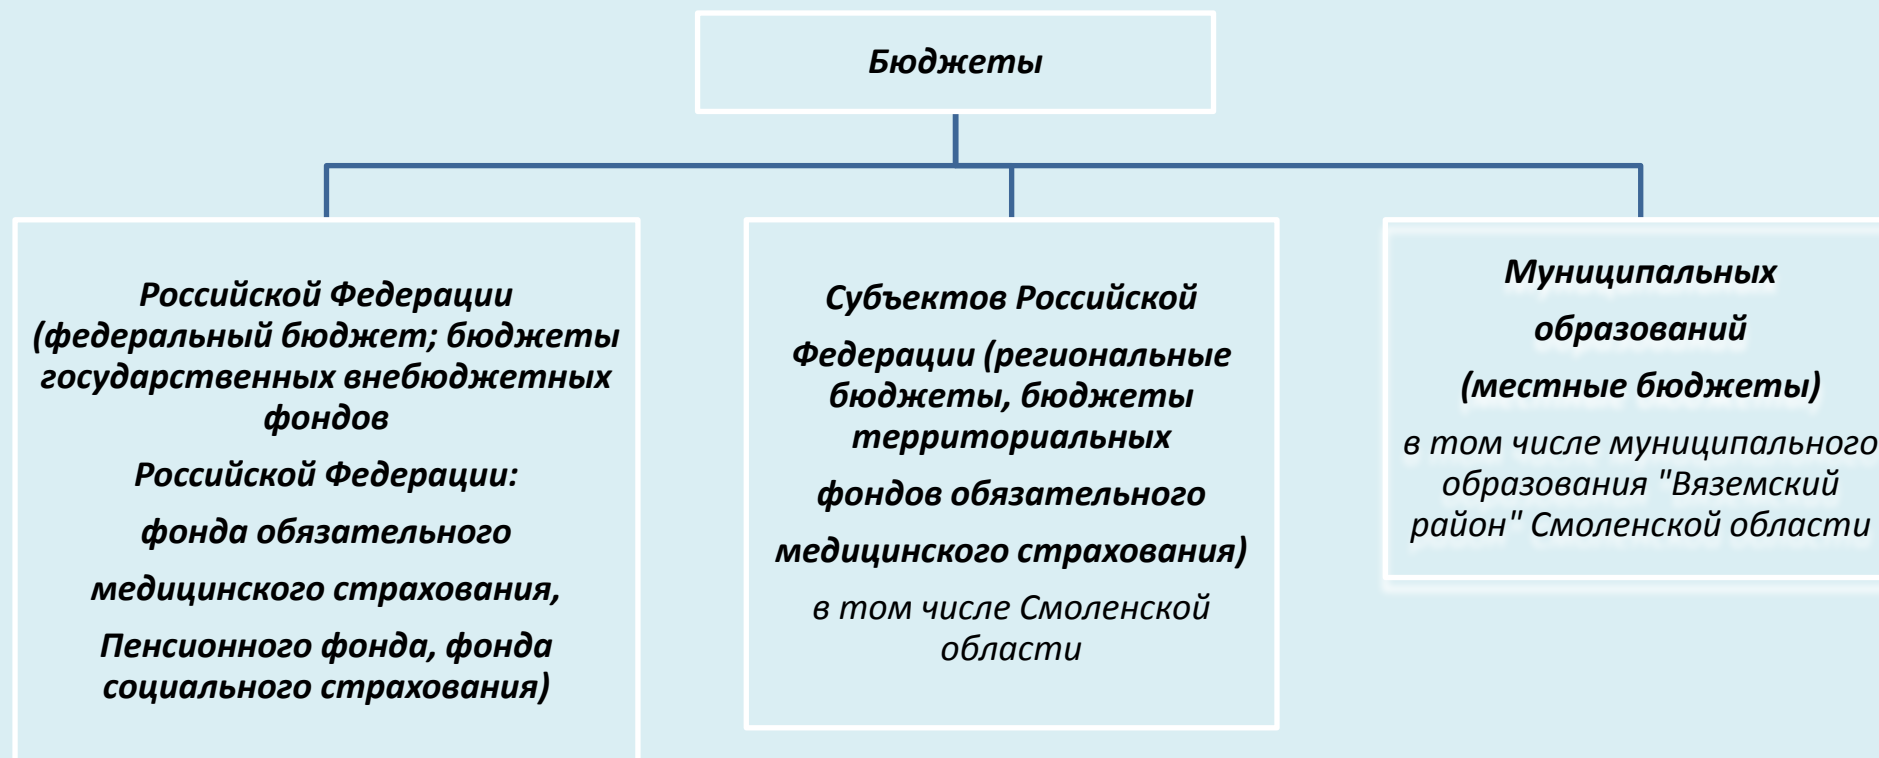 Бюджеты
Российской Федерации
(федеральный бюджет; бюджеты
государственных внебюджетных
фондов
Российской Федерации:
фонда обязательного
медицинского страхования,
Пенсионного фонда, фонда
социального страхования)
Субъектов Российской
Федерации (региональные
бюджеты, бюджеты
территориальных
фондов обязательного
медицинского страхования)
в том числе Смоленской
области
Муниципальных
образований
(местные бюджеты)
в том числе муниципального
образования "Вяземский
район" Смоленской области